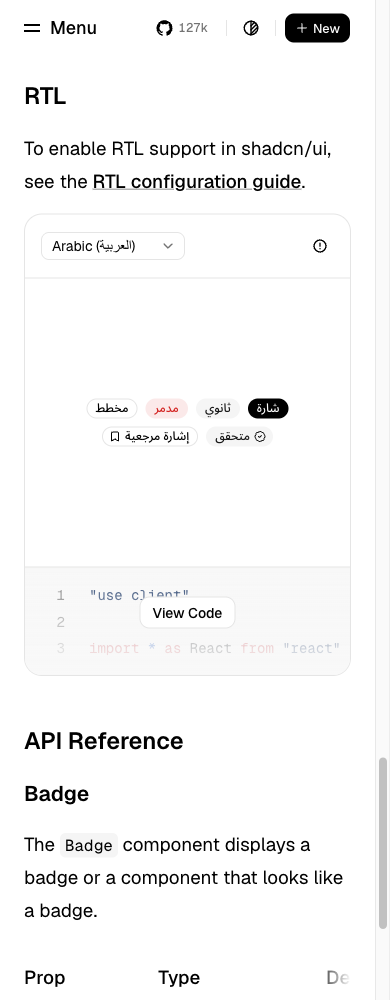 Menu 127k New
RTL
To enable RTL support in shadcn/ui,
see the RTL configuration guide.
Arabic (العربية)
شارة ثانوي مدمر مخطط
متحقق إشارة مرجعية
1 "use client"
2
View Code
3 import * as React from "react"
API Reference
Badge
The Badge component displays a
badge or a component that looks like
a badge.
Prop Type De